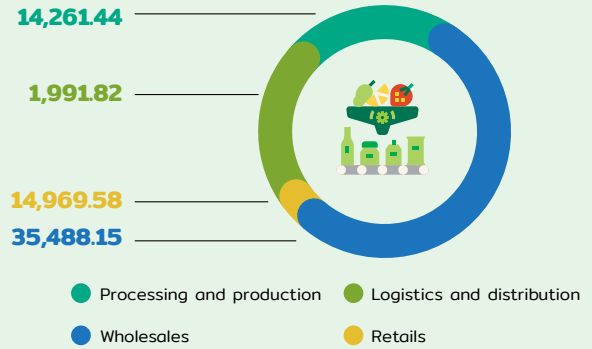 14,261.44
1,991.82
14,969.58
35,488.15
Processing and production
Logistics and distribution
Wholesales
Retails